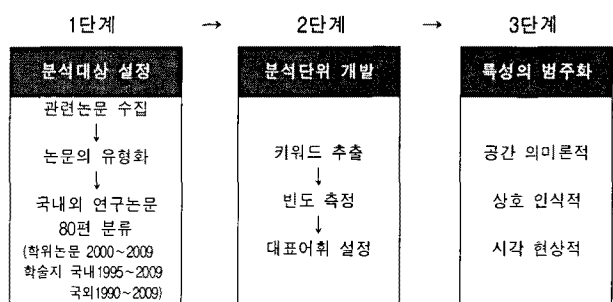 1단계 → 2단계 → 3단계
분석대상 설정
관련논문 수집
↓
논문의 유형화
↓
국내외 연구논문
80편 분류
(학위논문 2000~2009
학술지 국내1995~2009
국외1990~2009)
분석단위 개발
키워드 추출
↓
빈도 측정
↓
대표어휘 설정
특성의 범주화
공간 의미론적
상호 인식적
시각 현상적